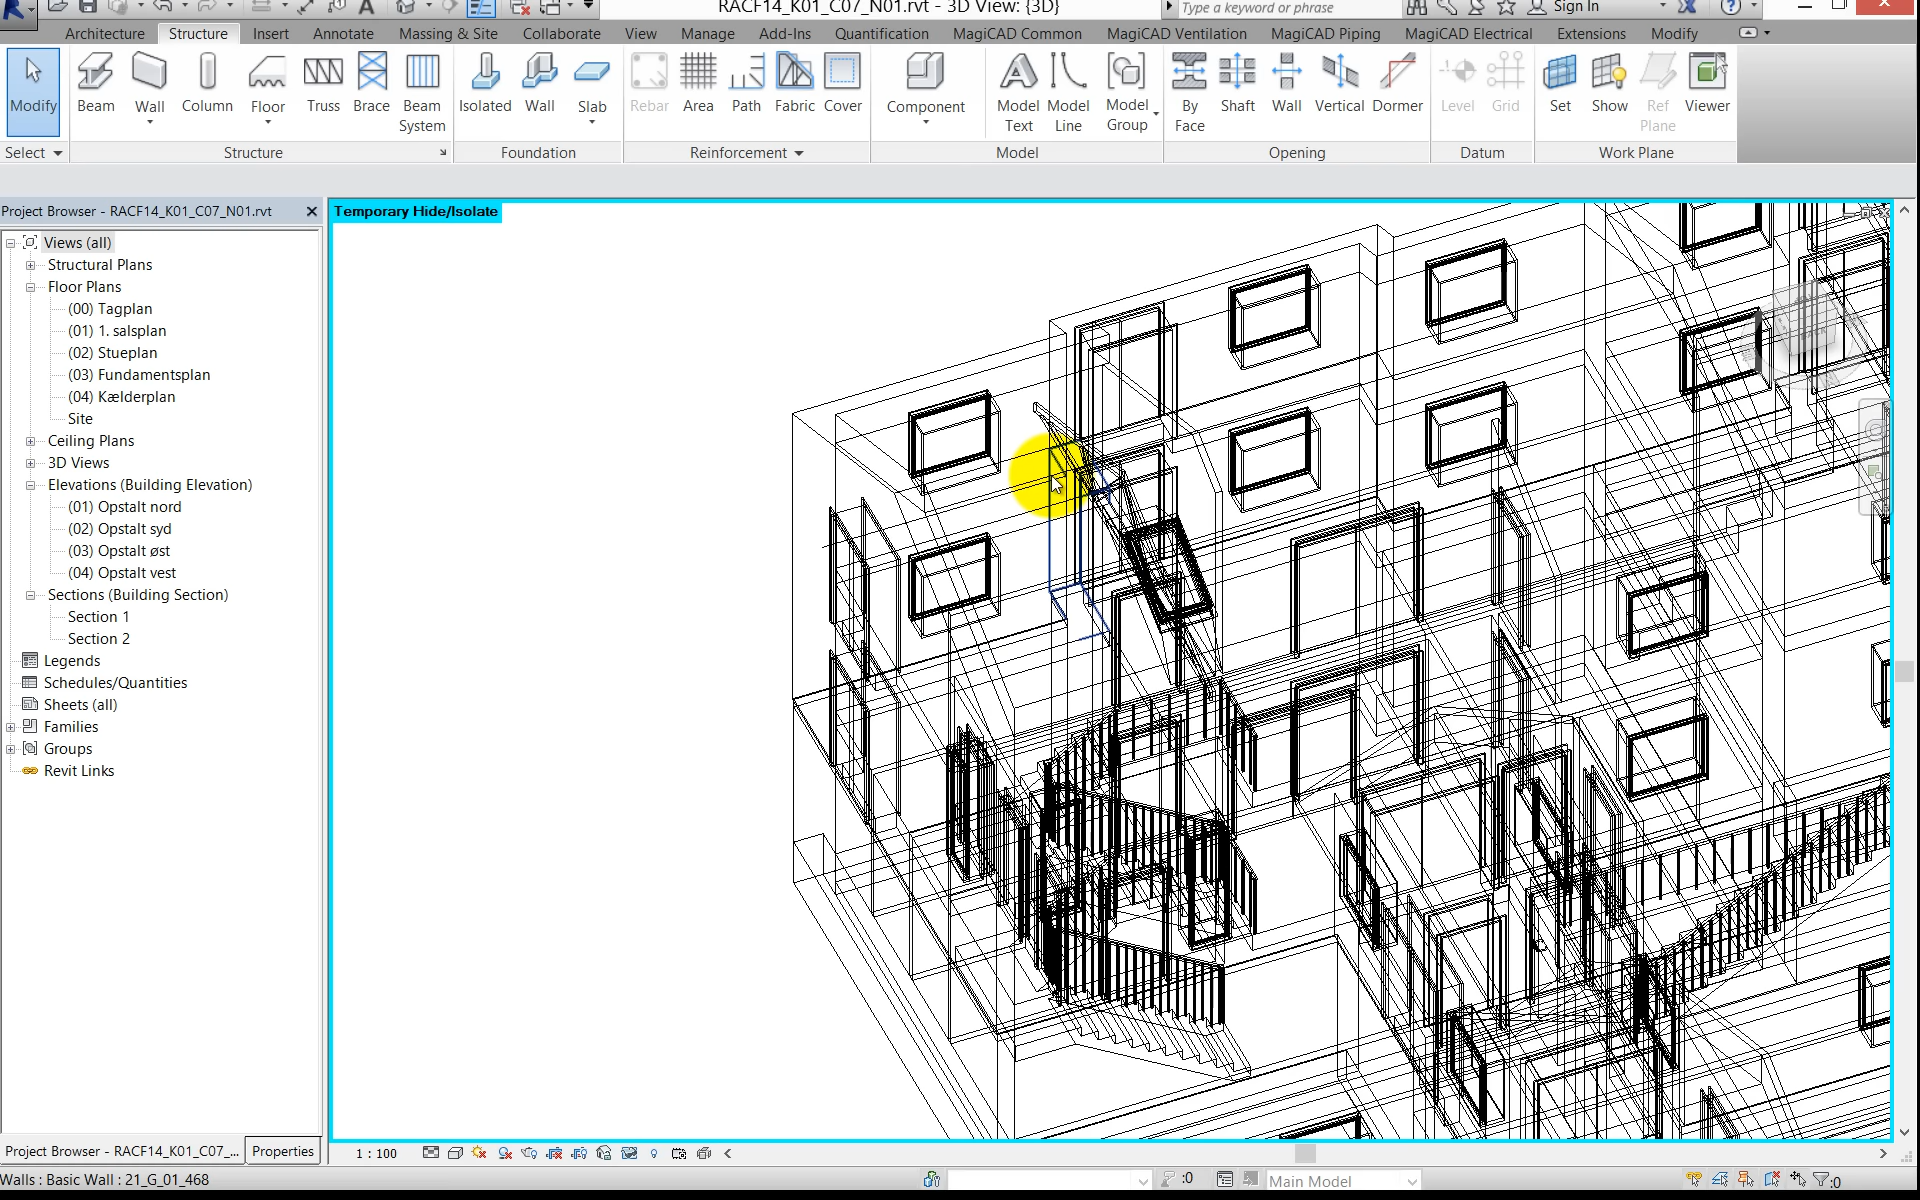 RACF14_K01_C07_N01.rvt - 3D View: {3D}
Type a keyword or phrase
Sign In
Architecture Structure Insert Annotate Massing & Site Collaborate View Manage Add-Ins Quantification MagiCAD Common MagiCAD Ventilation MagiCAD Piping MagiCAD Electrical Extensions Modify
Modify Beam Wall Column Floor Truss Brace Beam System Isolated Wall Slab Rebar Area Path Fabric Cover Component Model Text Model Line Model Group By Face Shaft Wall Vertical Dormer Level Grid Set Show Ref Plane Viewer
Select Structure Foundation Reinforcement Model Opening Datum Work Plane
Project Browser - RACF14_K01_C07_N01.rvt
Temporary Hide/Isolate
Views (all)
Structural Plans
Floor Plans
(00) Tagplan
(01) 1. salsplan
(02) Stueplan
(03) Fundamentsplan
(04) Kælderplan
Site
Ceiling Plans
3D Views
Elevations (Building Elevation)
(01) Opstalt nord
(02) Opstalt syd
(03) Opstalt øst
(04) Opstalt vest
Sections (Building Section)
Section 1
Section 2
Legends
Schedules/Quantities
Sheets (all)
Families
Groups
Revit Links
Project Browser - RACF14_K01_C07_... Properties
1 : 100
Walls : Basic Wall : 21_G_01_468
:0
Main Model
:0